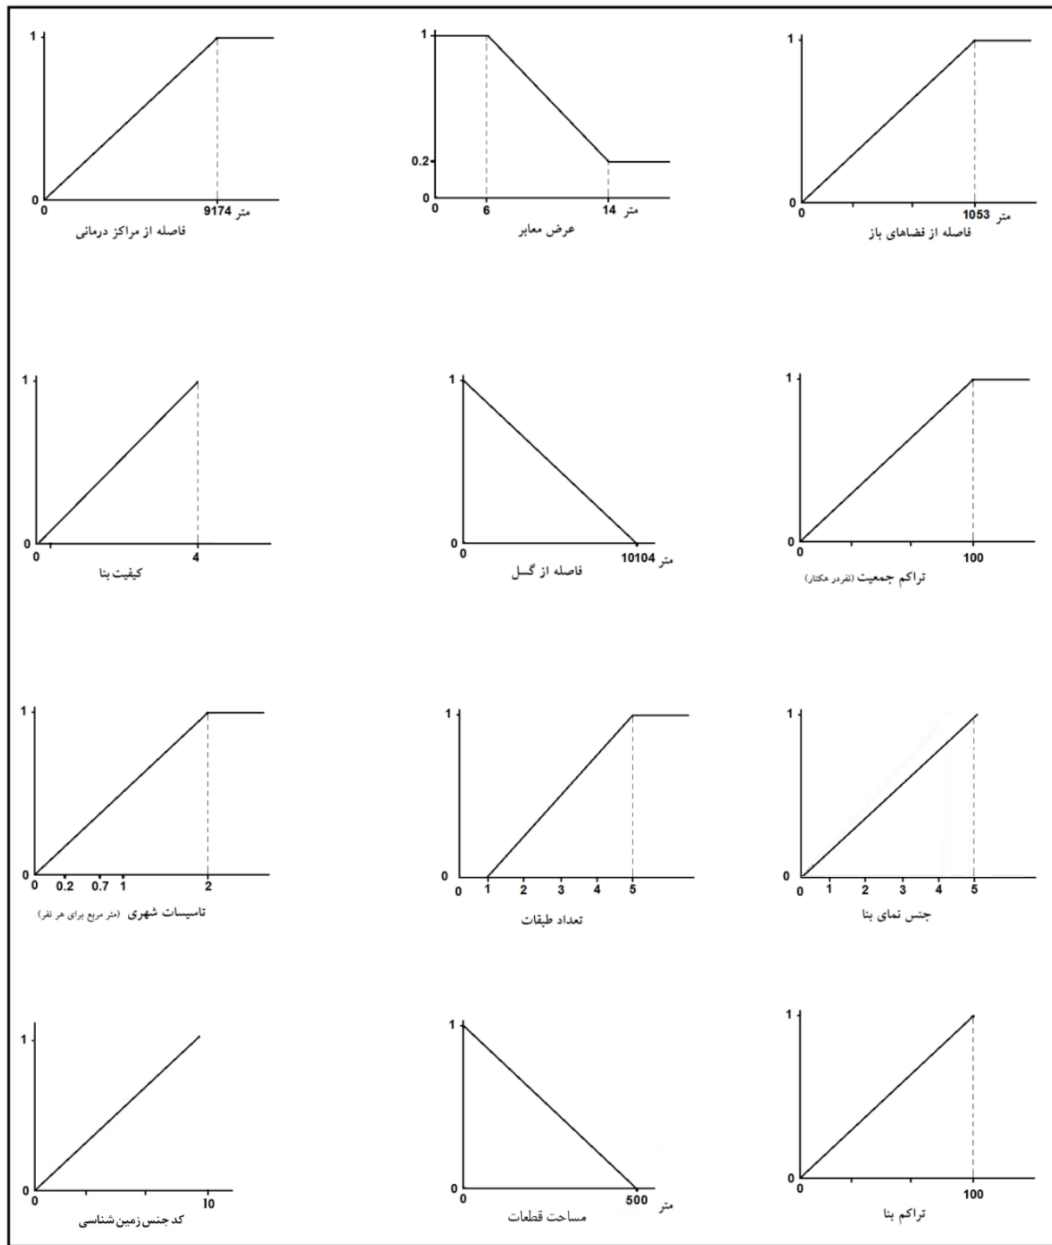 1
0
0
9174 متر
فاصله از مراکز درمانی
1
0.2
0
0
6
14
متر
عرض معابر
1
0
0
1053
متر
فاصله از فضاهای باز
1
0
0
4
کیفیت بنا
1
0
0
10104 متر
فاصله از گسل
1
0
0
100
تراکم جمعیت (نفردر هکتار)
1
0
0 0.2 0.7 1 2
تاسیسات شهری (متر مربع برای هر نفر)
1
0
0 1 2 3 4 5
تعداد طبقات
1
0
0 1 2 3 4 5
جنس نمای بنا
1
0
0
10
کد جنس زمین شناسی
1
0
0
500 متر
مساحت قطعات
1
0
0
100
تراکم بنا